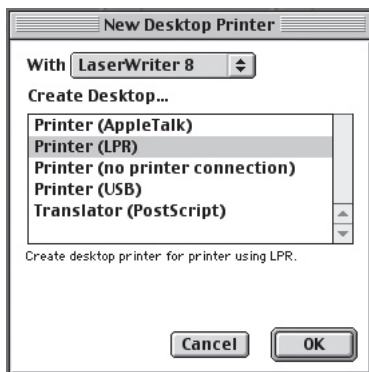 New Desktop Printer
With LaserWriter 8
Create Desktop...
Printer (AppleTalk)
Printer (LPR)
Printer (no printer connection)
Printer (USB)
Translator (PostScript)
Create desktop printer for printer using LPR.
Cancel OK